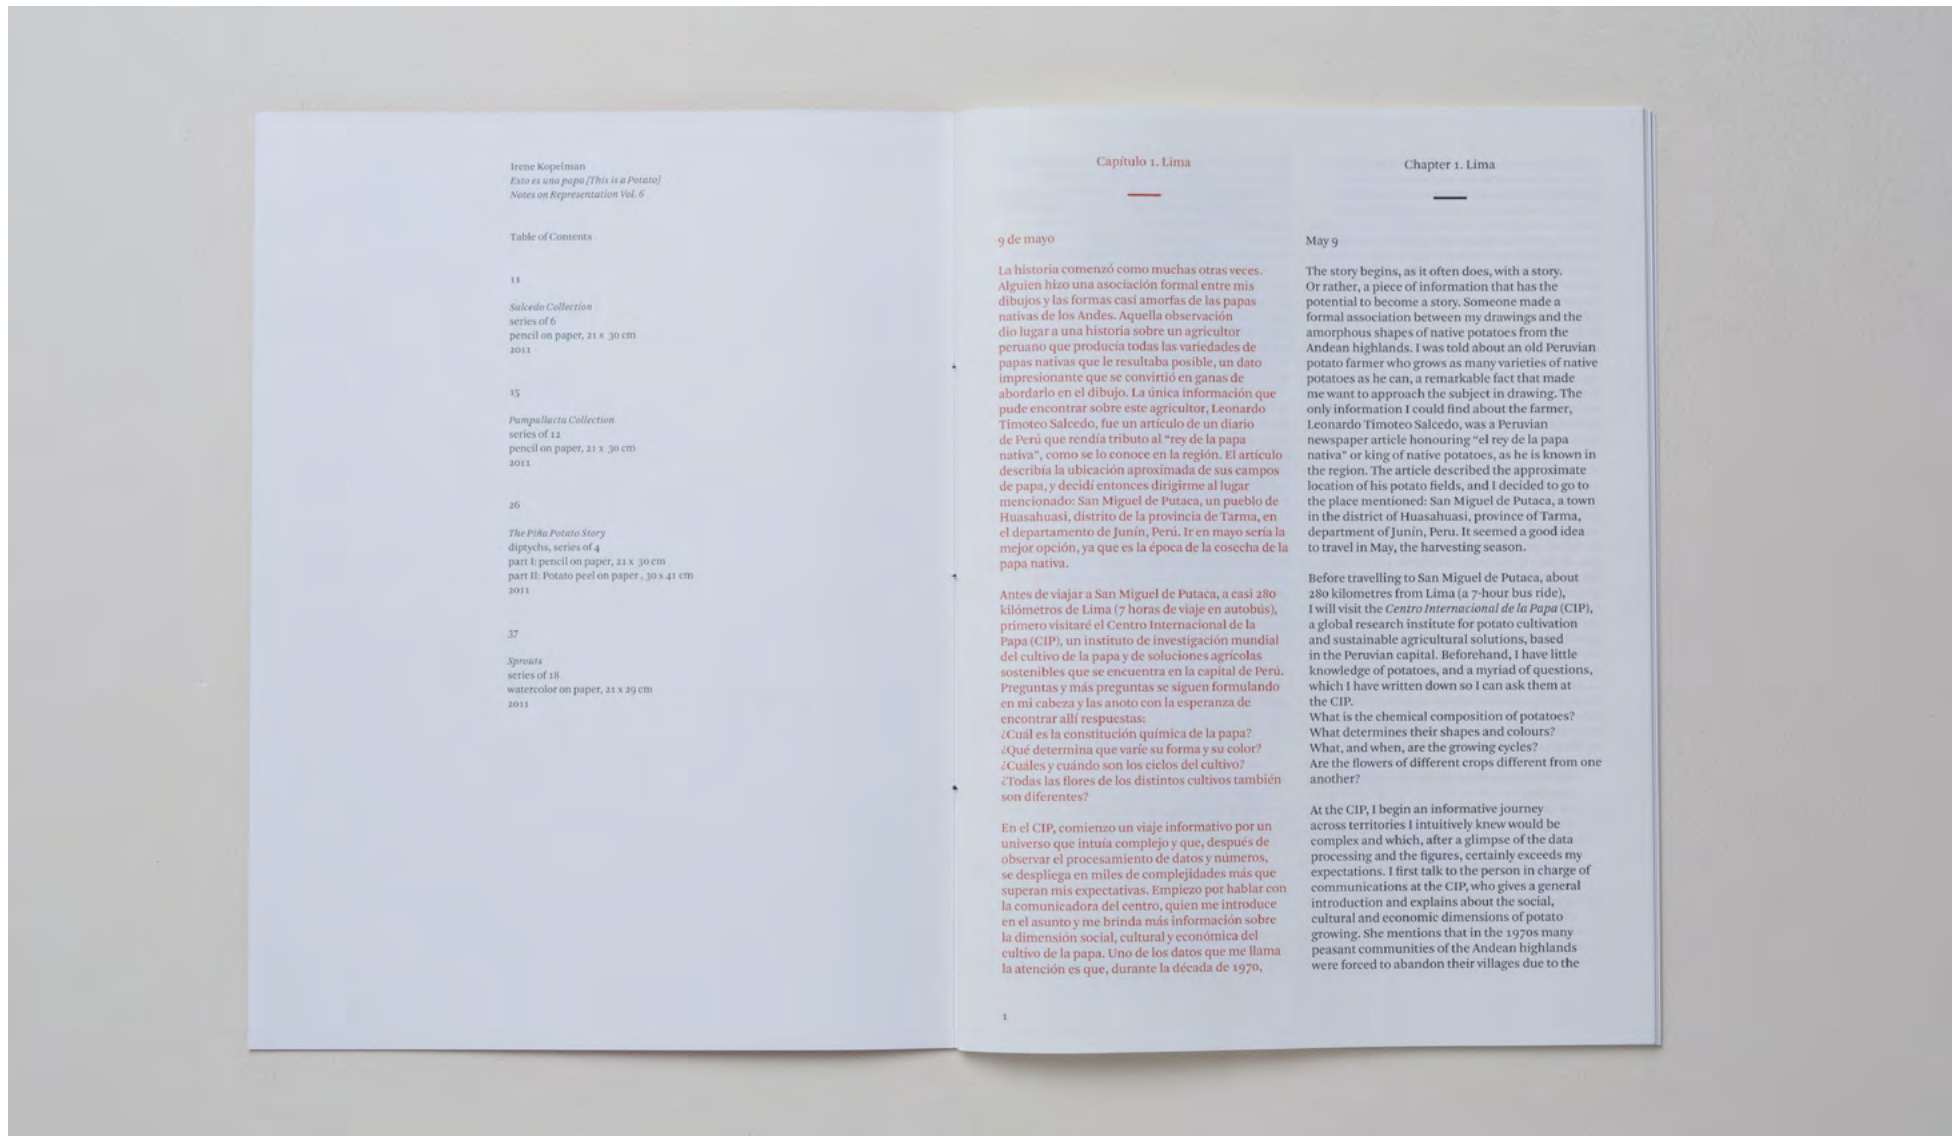 Irene Kopelman
Esto es una papa [This is a Potato]
Notes on Representation Vol. 6
Table of Contents
11
Salcedo Collection
series of 6
pencil on paper, 21 x 30 cm
2011
15
Pampallacta Collection
series of 12
pencil on paper, 21 x 30 cm
2011
26
The Piña Potato Story
diptychs, series of 4
part I: pencil on paper, 21 x 30 cm
part II: Potato peel on paper , 30 x 41 cm
2011
37
Sprouts
series of 18
watercolor on paper, 21 x 29 cm
2011
Capítulo 1. Lima
9 de mayo
La historia comenzó como muchas otras veces.
Alguien hizo una asociación formal entre mis
dibujos y las formas casi amorfas de las papas
nativas de los Andes. Aquella observación
dio lugar a una historia sobre un agricultor
peruano que producía todas las variedades de
papas nativas que le resultaba posible, un dato
impresionante que se convirtió en ganas de
abordarlo en el dibujo. La única información que
pude encontrar sobre este agricultor, Leonardo
Timoteo Salcedo, fue un artículo de un diario
de Perú que rendía tributo al “rey de la papa
nativa”, como se lo conoce en la región. El artículo
describía la ubicación aproximada de sus campos
de papa, y decidí entonces dirigirme al lugar
mencionado: San Miguel de Putaca, un pueblo de
Huasahuasi, distrito de la provincia de Tarma, en
el departamento de Junín, Perú. Ir en mayo sería la
mejor opción, ya que es la época de la cosecha de la
papa nativa.
Antes de viajar a San Miguel de Putaca, a casi 280
kilómetros de Lima (7 horas de viaje en autobús),
primero visitaré el Centro Internacional de la
Papa (CIP), un instituto de investigación mundial
del cultivo de la papa y de soluciones agrícolas
sostenibles que se encuentra en la capital de Perú.
Preguntas y más preguntas se siguen formulando
en mi cabeza y las anoto con la esperanza de
encontrar allí respuestas:
¿Cuál es la constitución química de la papa?
¿Qué determina que varíe su forma y su color?
¿Cuáles y cuándo son los ciclos del cultivo?
¿Todas las flores de los distintos cultivos también
son diferentes?
En el CIP, comienzo un viaje informativo por un
universo que intuía complejo y que, después de
observar el procesamiento de datos y números,
se despliega en miles de complejidades más que
superan mis expectativas. Empiezo por hablar con
la comunicadora del centro, quien me introduce
en el asunto y me brinda más información sobre
la dimensión social, cultural y económica del
cultivo de la papa. Uno de los datos que me llama
la atención es que, durante la década de 1970,
1
Chapter 1. Lima
May 9
The story begins, as it often does, with a story.
Or rather, a piece of information that has the
potential to become a story. Someone made a
formal association between my drawings and the
amorphous shapes of native potatoes from the
Andean highlands. I was told about an old Peruvian
potato farmer who grows as many varieties of native
potatoes as he can, a remarkable fact that made
me want to approach the subject in drawing. The
only information I could find about the farmer,
Leonardo Timoteo Salcedo, was a Peruvian
newspaper article honouring “el rey de la papa
nativa” or king of native potatoes, as he is known in
the region. The article described the approximate
location of his potato fields, and I decided to go to
the place mentioned: San Miguel de Putaca, a town
in the district of Huasahuasi, province of Tarma,
department of Junín, Peru. It seemed a good idea
to travel in May, the harvesting season.
Before travelling to San Miguel de Putaca, about
280 kilometres from Lima (a 7-hour bus ride),
I will visit the Centro Internacional de la Papa (CIP),
a global research institute for potato cultivation
and sustainable agricultural solutions, based
in the Peruvian capital. Beforehand, I have little
knowledge of potatoes, and a myriad of questions,
which I have written down so I can ask them at
the CIP.
What is the chemical composition of potatoes?
What determines their shapes and colours?
What, and when, are the growing cycles?
Are the flowers of different crops different from one
another?
At the CIP, I begin an informative journey
across territories I intuitively knew would be
complex and which, after a glimpse of the data
processing and the figures, certainly exceeds my
expectations. I first talk to the person in charge of
communications at the CIP, who gives a general
introduction and explains about the social,
cultural and economic dimensions of potato
growing. She mentions that in the 1970s many
peasant communities of the Andean highlands
were forced to abandon their villages due to the